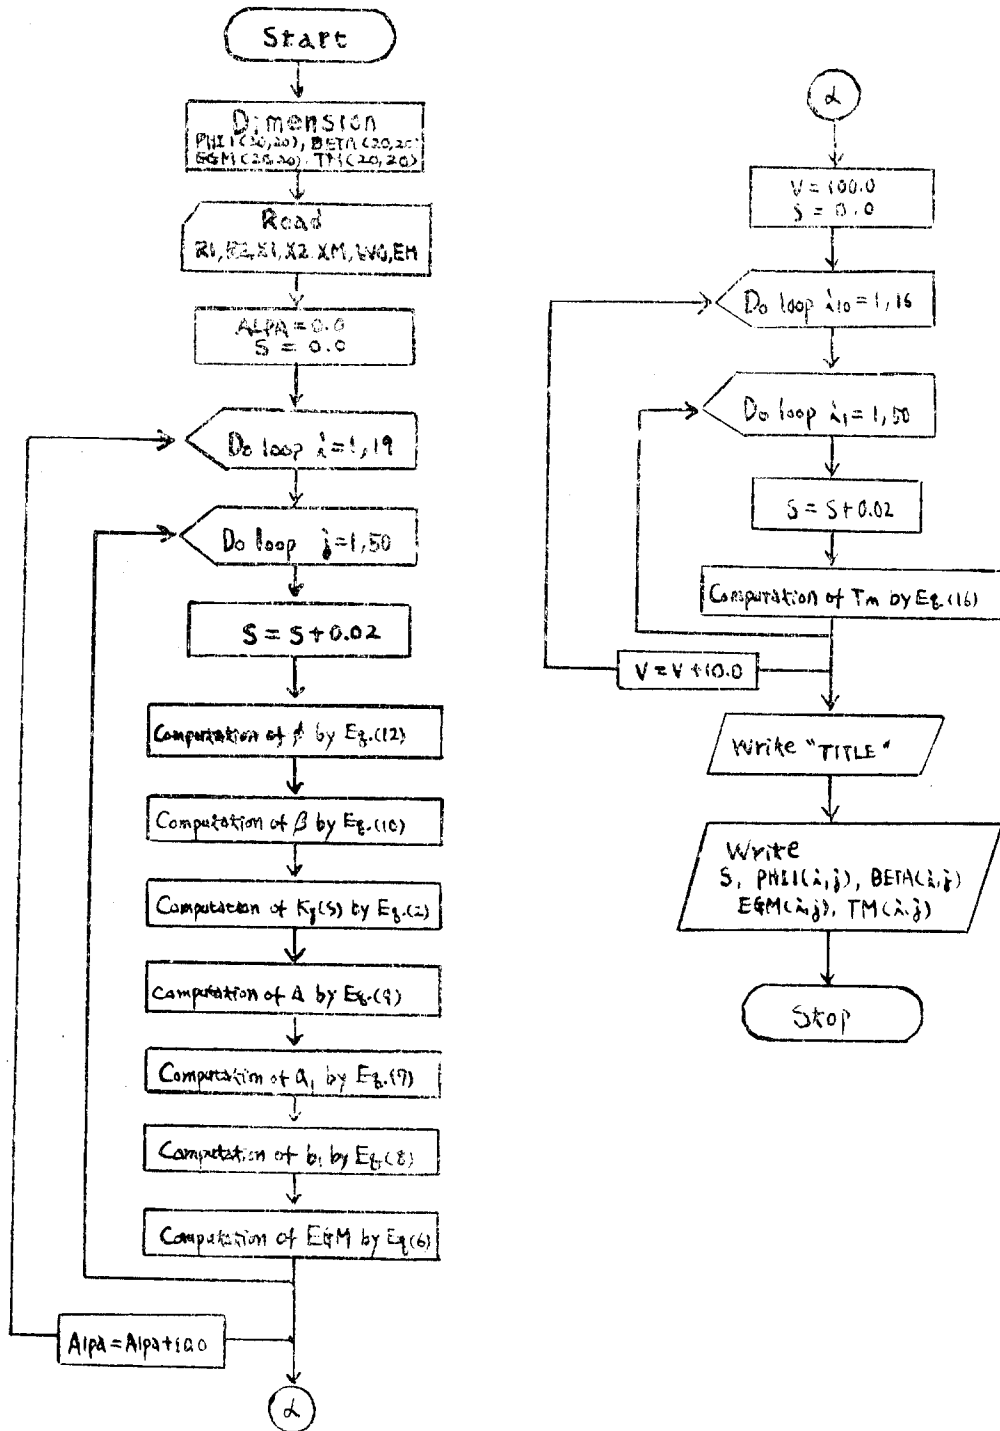 Start
Dimension
PHI1(20,20), BETA(20,20)
EGM(20,20), TM(20,20)
Read
R1, R2, X1, X2, XM, WO, EM
ALPA=0.0
S = 0.0
Do loop i=1,19
Do loop j=1,50
S = S+0.02
Computation of ϕ by Eq.(12)
Computation of β by Eq.(10)
Computation of Kg(S) by Eq.(2)
Computation of Δ by Eq.(9)
Computation of a₁ by Eq.(7)
Computation of b₁ by Eq(8)
Computation of EGM by Eq(6)
Alpa=Alpa+10.0
α
α
V=100.0
S = 0.0
Do loop i10=1,16
Do loop i1=1,50
S = S+0.02
Computation of Tm by Eq.(16)
V = V+10.0
Write "TITLE"
Write
S, PHI1(i,j), BETA(i,j)
EGM(i,j), TM(i,j)
Stop